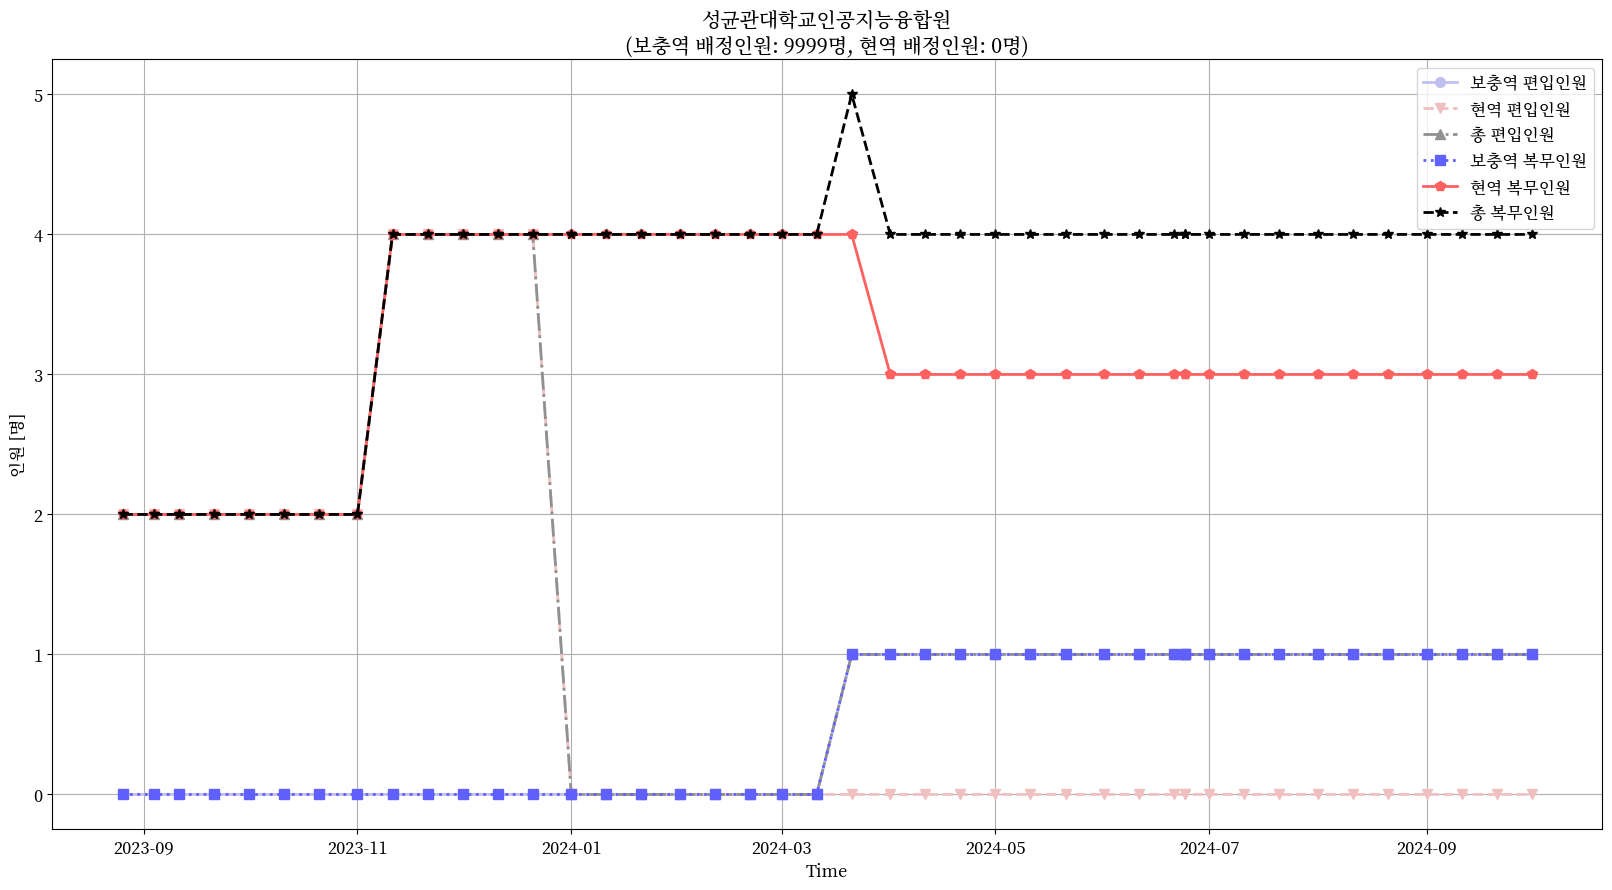 성균관대학교인공지능융합원
(보충역 배정인원: 9999명, 현역 배정인원: 0명)
5
4
3
2
1
0
인원 [명]
보충역 편입인원
현역 편입인원
총 편입인원
보충역 복무인원
현역 복무인원
총 복무인원
2023-09
2023-11
2024-01
2024-03
2024-05
2024-07
2024-09
Time